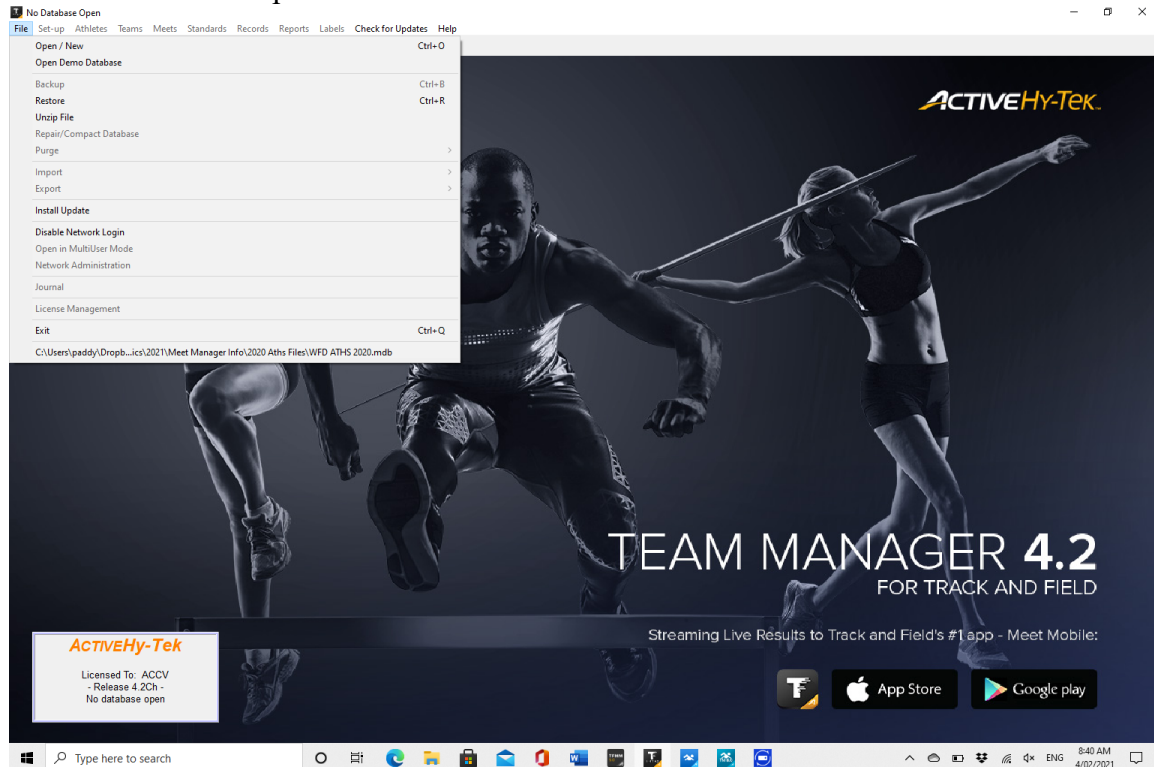 No Database Open
File Set-up Athletes Teams Meets Standards Records Reports Labels Check for Updates Help
Open / New Ctrl+O
Open Demo Database
Backup Ctrl+B
Restore Ctrl+R
Unzip File
Repair/Compact Database
Purge
Import
Export
Install Update
Disable Network Login
Open in MultiUser Mode
Network Administration
Journal
License Management
Exit Ctrl+Q
C:\Users\paddy\Dropb...ics\2021\Meet Manager Info\2020 Aths Files\WFD ATHS 2020.mdb
ACTIVEHY-TEK
TEAM MANAGER 4.2
FOR TRACK AND FIELD
Streaming Live Results to Track and Field's #1 app - Meet Mobile:
App Store
Google play
ACTIVEHy-Tek
Licensed To: ACCV
- Release 4.2Ch -
No database open
Type here to search
ENG
8:40 AM
4/02/2021